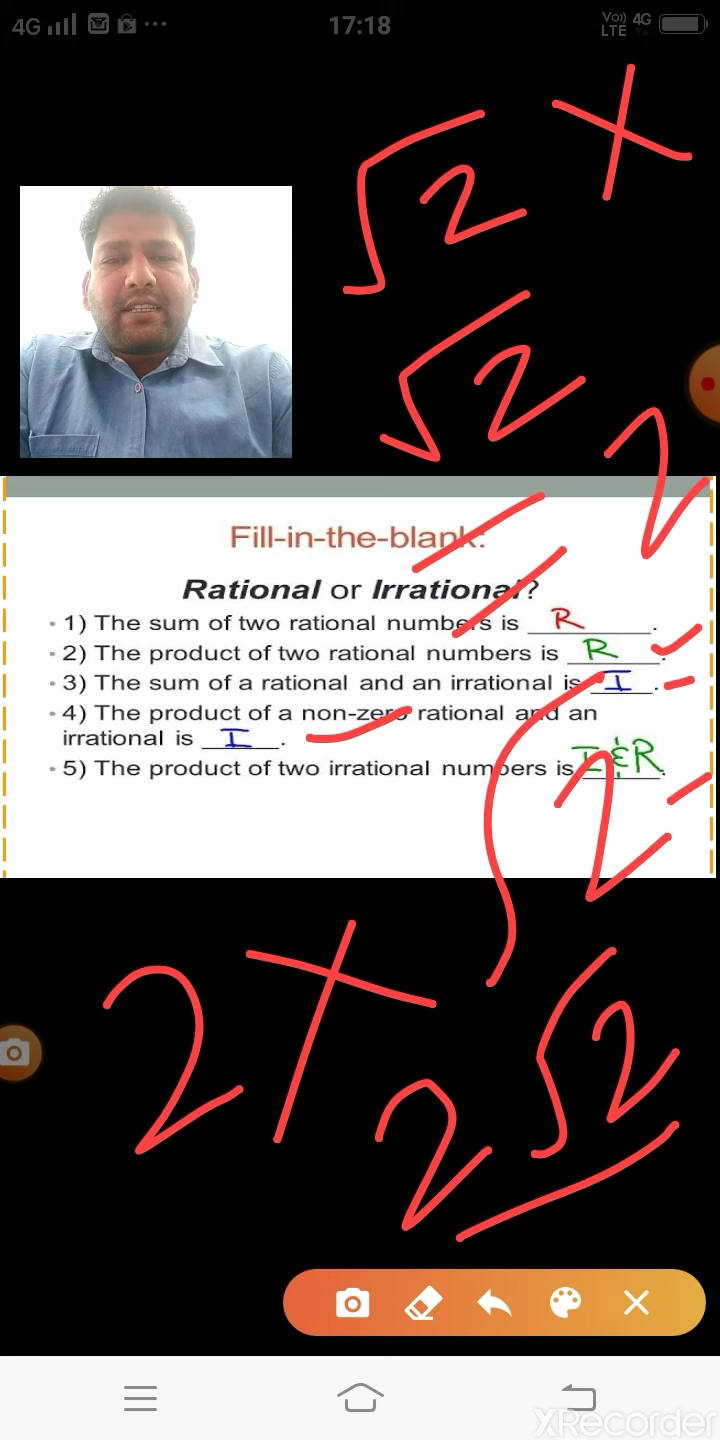 4G 17:18 Vo)) LTE 4G
√2 ×
√2
= 2
Fill-in-the-blank:
Rational or Irrational?
• 1) The sum of two rational numbers is R.
• 2) The product of two rational numbers is R.
• 3) The sum of a rational and an irrational is I.
• 4) The product of a non-zero rational and an
irrational is I.
• 5) The product of two irrational numbers is I & R.
2 × √2 =
2√2
XRecorder